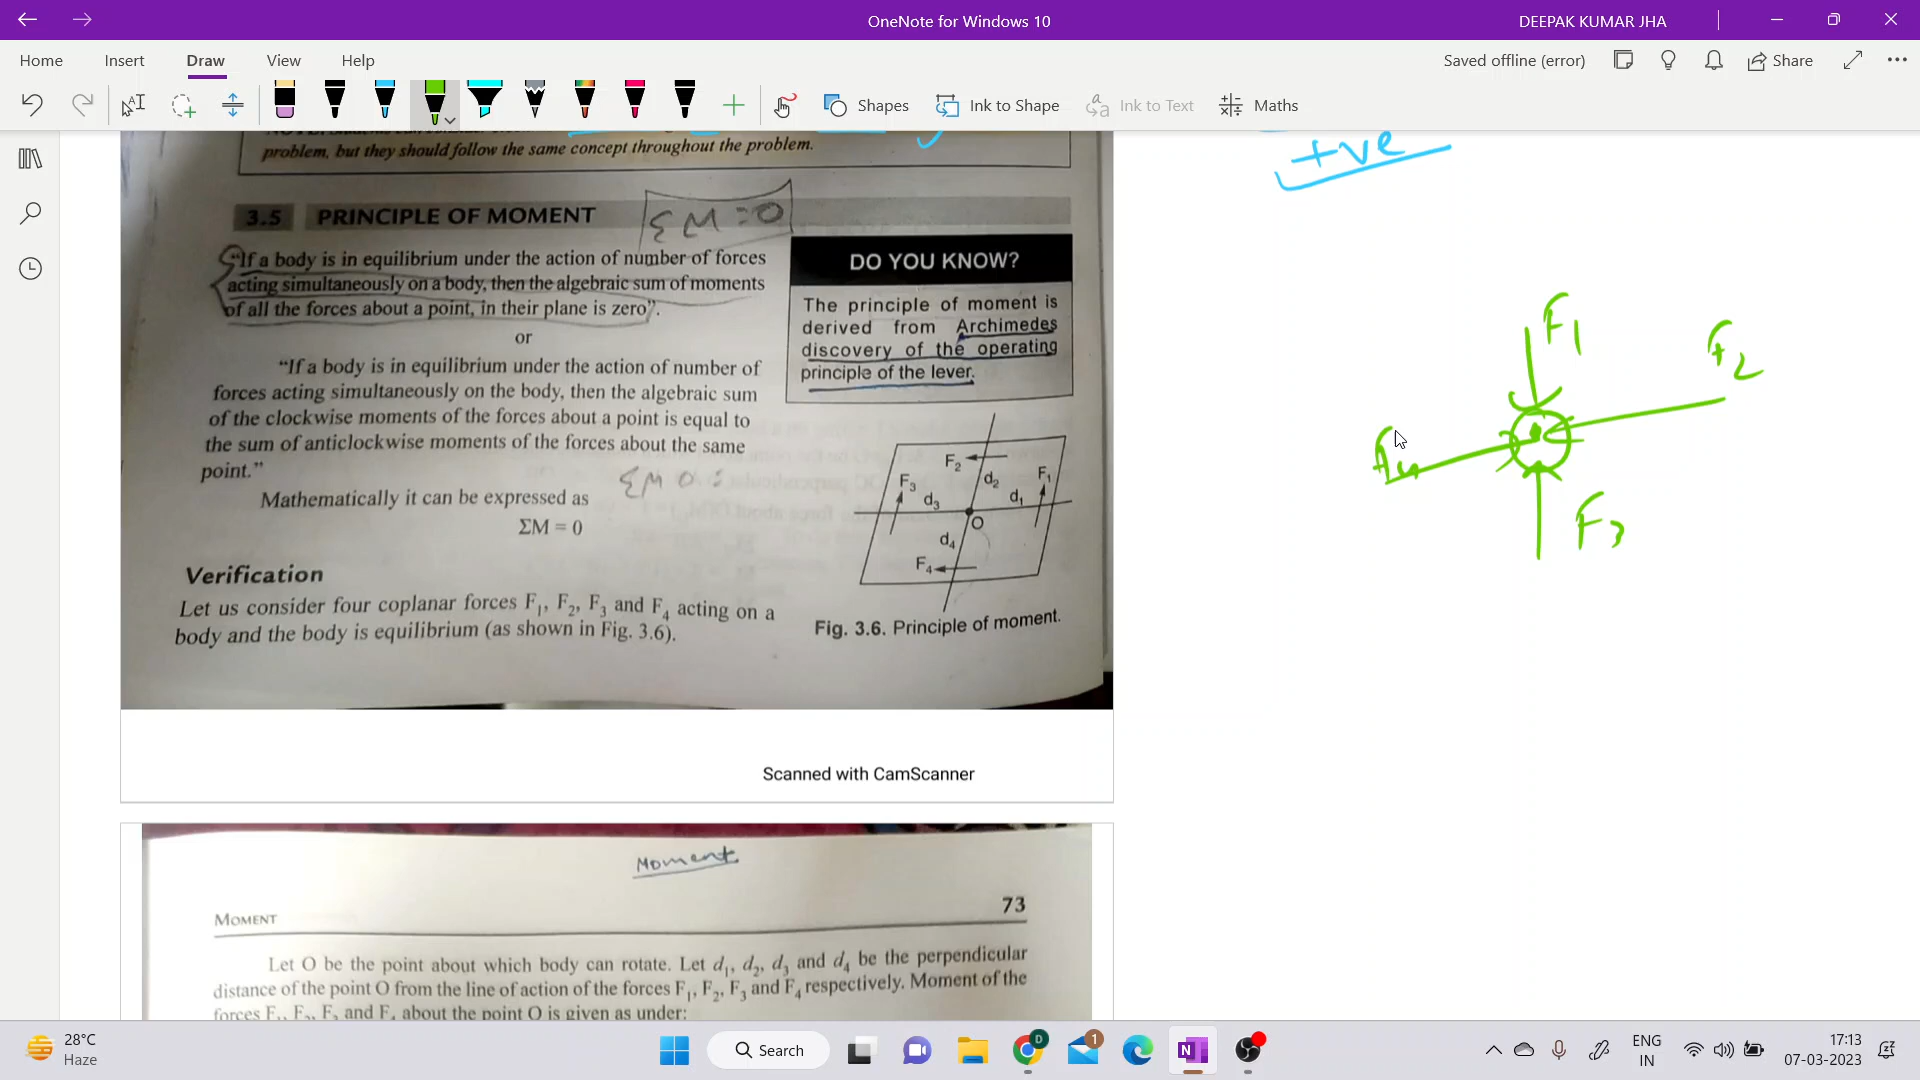 OneNote for Windows 10
DEEPAK KUMAR JHA
Home Insert Draw View Help
Saved offline (error)
Share
Shapes
Ink to Shape
Ink to Text
Maths
problem, but they should follow the same concept throughout the problem.
+ve
3.5 PRINCIPLE OF MOMENT
ΣM=0
"If a body is in equilibrium under the action of number of forces
acting simultaneously on a body, then the algebraic sum of moments
of all the forces about a point, in their plane is zero".
or
"If a body is in equilibrium under the action of number of
forces acting simultaneously on the body, then the algebraic sum
of the clockwise moments of the forces about a point is equal to
the sum of anticlockwise moments of the forces about the same
point."
Mathematically it can be expressed as
ΣM = 0
DO YOU KNOW?
The principle of moment is
derived from Archimedes
discovery of the operating
principle of the lever.
F2
F3
F1
d2
d3
d1
O
d4
F4
Fig. 3.6. Principle of moment.
Verification
Let us consider four coplanar forces F1, F2, F3 and F4 acting on a
body and the body is equilibrium (as shown in Fig. 3.6).
F1
F2
F4
F3
Scanned with CamScanner
Moment
MOMENT 73
Let O be the point about which body can rotate. Let d1, d2, d3 and d4 be the perpendicular
distance of the point O from the line of action of the forces F1, F2, F3 and F4 respectively. Moment of the
forces F1, F2, F3 and F4 about the point O is given as under:
28°C
Haze
Search
ENG
IN
17:13
07-03-2023